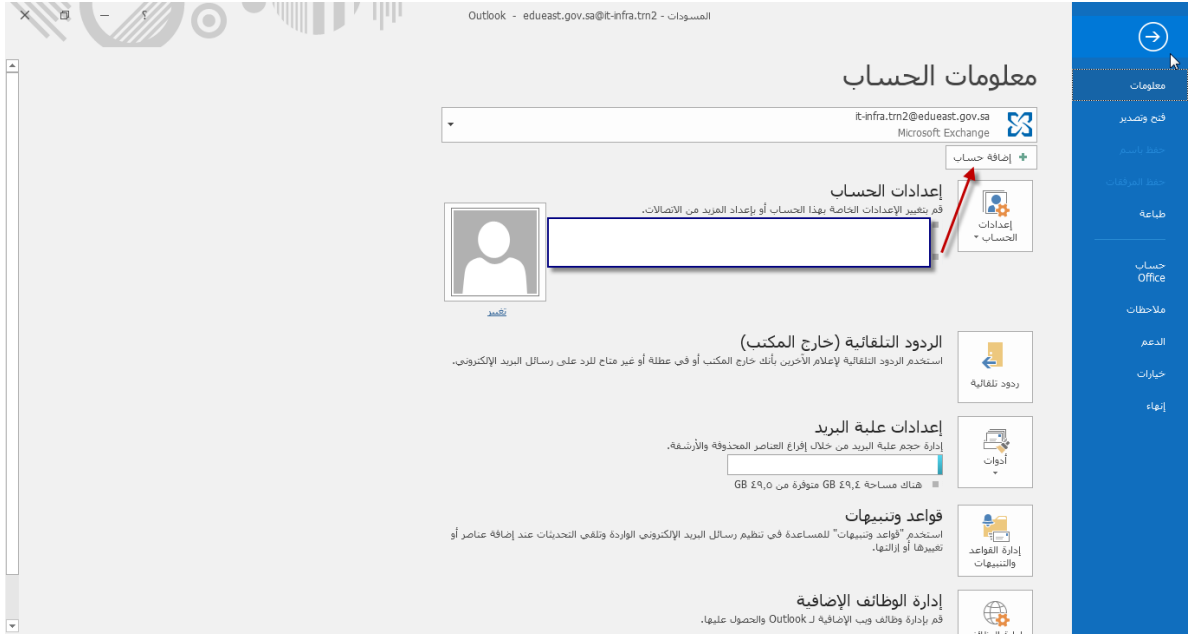 المسودات - Outlook - edueast.gov.sa@it-infra.trn2
؟
معلومات
فتح وتصدير
حفظ باسم
حفظ المرفقات
طباعة
حساب
Office
ملاحظات
الدعم
خيارات
إنهاء
معلومات الحساب
it-infra.trn2@edueast.gov.sa
Microsoft Exchange
إضافة حساب
إعدادات
الحساب
إعدادات الحساب
قم بتغيير الإعدادات الخاصة بهذا الحساب أو بإعداد المزيد من الاتصالات.
تغيير
ردود تلقائية
الردود التلقائية (خارج المكتب)
استخدم الردود التلقائية لإعلام الآخرين بأنك خارج المكتب أو في عطلة أو غير متاح للرد على رسائل البريد الإلكتروني.
أدوات
إعدادات علبة البريد
إدارة حجم علبة البريد من خلال إفراغ العناصر المحذوفة والأرشفة.
هناك مساحة ٤٩,٤ GB متوفرة من ٤٩,٥ GB
إدارة القواعد
والتنبيهات
قواعد وتنبيهات
استخدم "قواعد وتنبيهات" للمساعدة في تنظيم رسائل البريد الإلكتروني الواردة وتلقي التحديثات عند إضافة عناصر أو
تغييرها أو إزالتها.
إدارة الوظائف الإضافية
قم بإدارة وظائف ويب الإضافية لـ Outlook والحصول عليها.